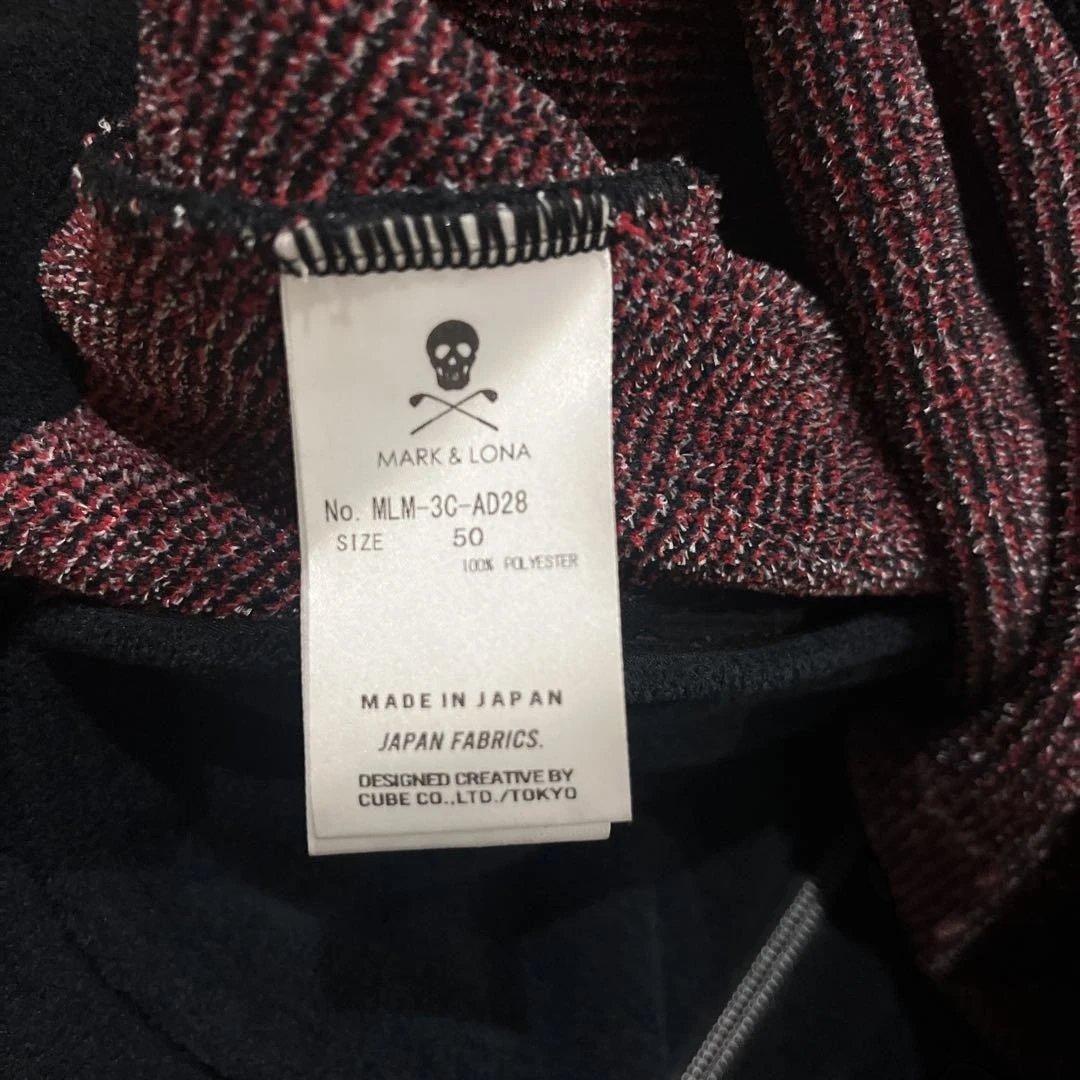 MARK & LONA
No. MLM-3C-AD28
SIZE 50
100% POLYESTER
MADE IN JAPAN
JAPAN FABRICS.
DESIGNED CREATIVE BY
CUBE CO.,LTD./TOKYO